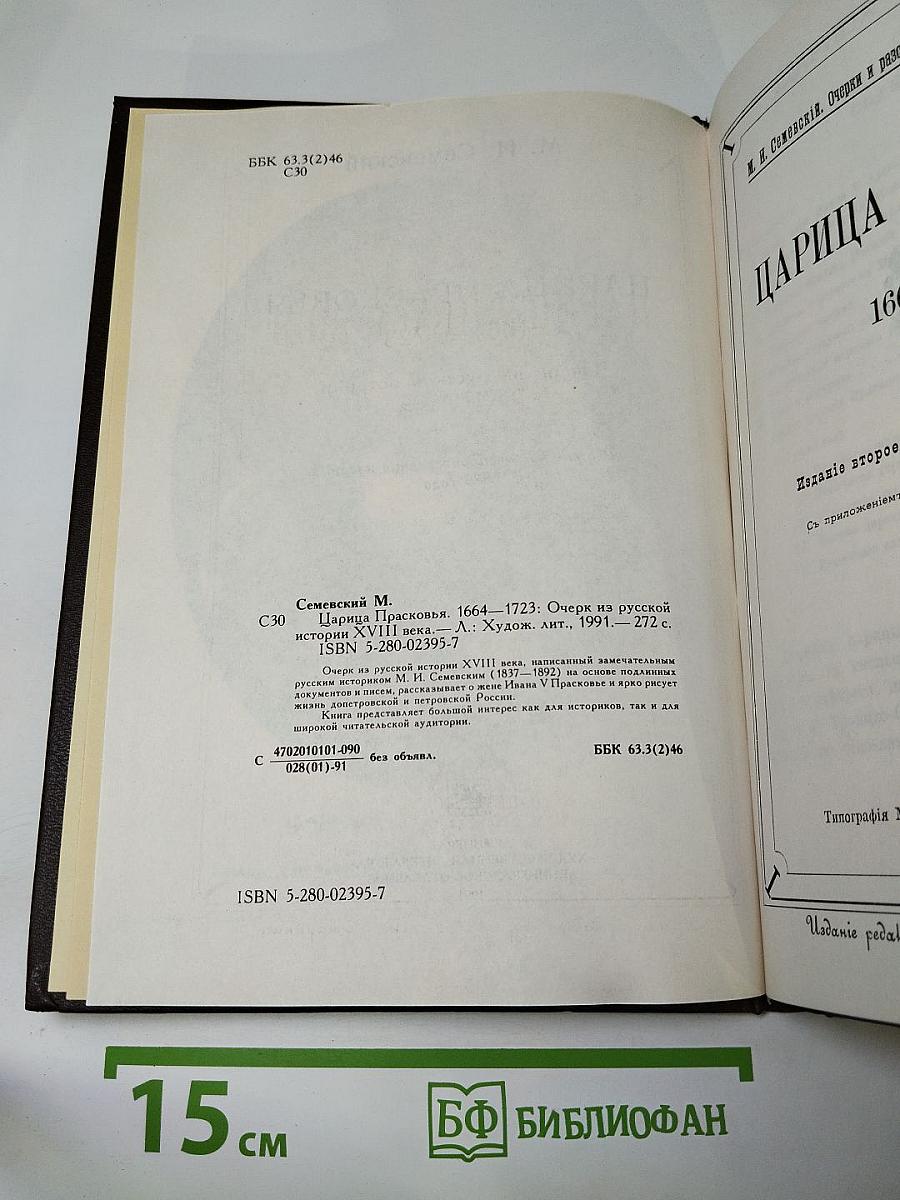 ББК 63.3(2)46
С30
Семевский М.
С30 Царица Прасковья. 1664—1723: Очерк из русской
истории XVIII века.— Л.: Худож. лит., 1991.— 272 с.
ISBN 5-280-02395-7
Очерк из русской истории XVIII века, написанный замечательным
русским историком М. И. Семевским (1837—1892) на основе подлинных
документов и писем, рассказывает о жене Ивана V Прасковье и ярко рисует
жизнь допетровской и петровской России.
Книга представляет большой интерес как для историков, так и для
широкой читательской аудитории.
С 4702010101-090 без объявл.
028(01)-91
ББК 63.3(2)46
ISBN 5-280-02395-7
М. И. Семевскій. Очерки и
ЦАРИЦА
Изданіе второе
Съ приложеніемъ
Типографія
Изданіе
15 см
БФ БИБЛИОФАН